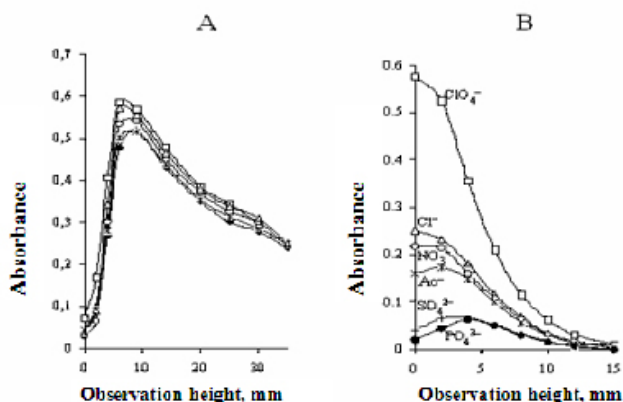 A
B
0,7
0,6
0,5
0,4
0,3
0,2
0,1
0
0
10
20
30
Absorbance
Observation height, mm
0.6
0.5
0.4
0.3
0.2
0.1
0
0
5
10
15
ClO₄⁻
Cl⁻
NO₃⁻
Ac⁻
SO₄²⁻
PO₄³⁻
Absorbance
Observation height, mm